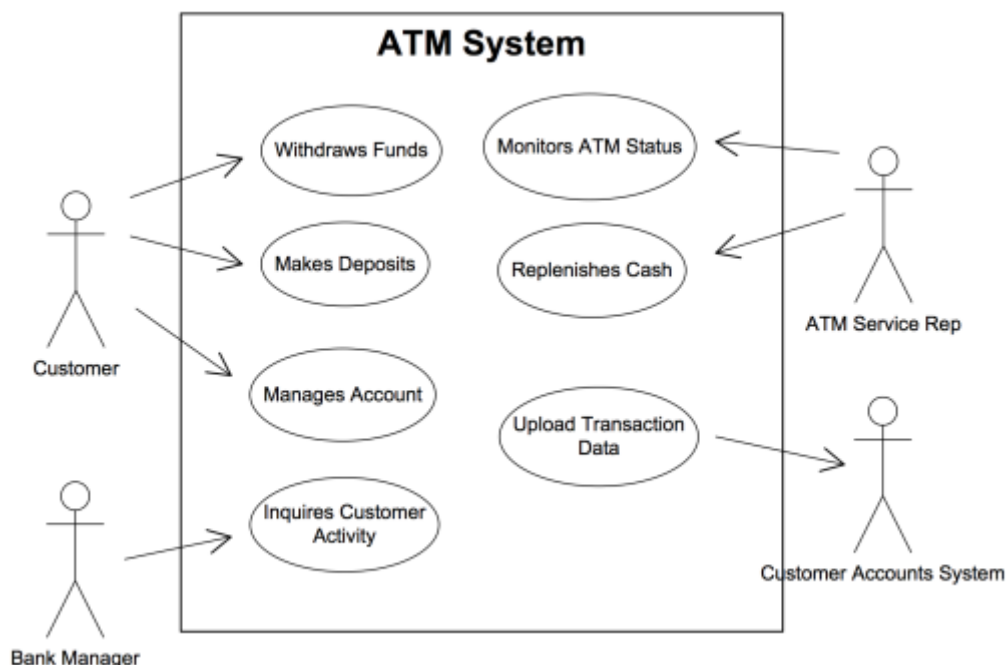 ATM System
Withdraws Funds
Monitors ATM Status
Makes Deposits
Replenishes Cash
ATM Service Rep
Customer
Manages Account
Upload Transaction
Data
Inquires Customer
Activity
Customer Accounts System
Bank Manager